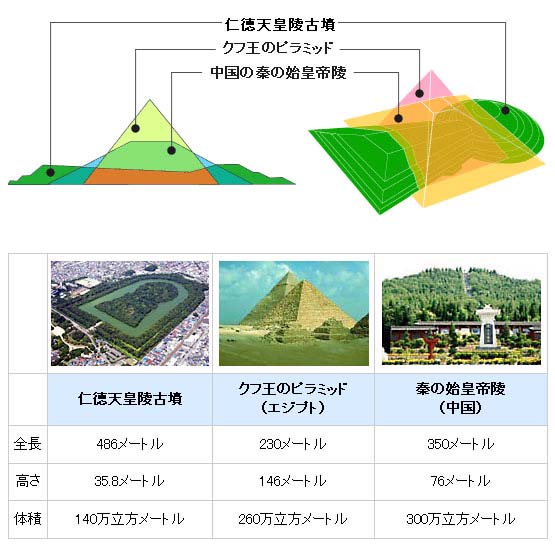 仁徳天皇陵古墳
クフ王のピラミッド
中国の秦の始皇帝陵
仁徳天皇陵古墳
クフ王のピラミッド
（エジプト）
秦の始皇帝陵
（中国）
全長
486メートル
230メートル
350メートル
高さ
35.8メートル
146メートル
76メートル
体積
140万立方メートル
260万立方メートル
300万立方メートル